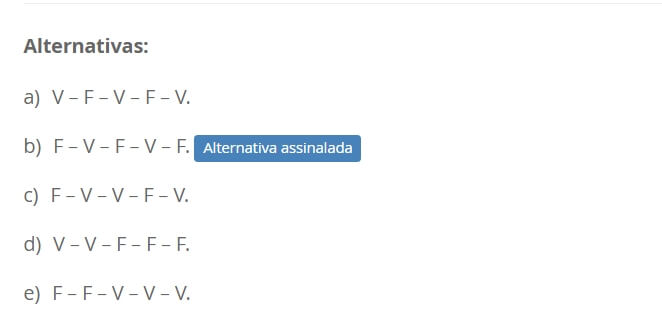 Alternativas:
a) V – F – V – F – V.
b) F – V – F – V – F. Alternativa assinalada
c) F – V – V – F – V.
d) V – V – F – F – F.
e) F – F – V – V – V.